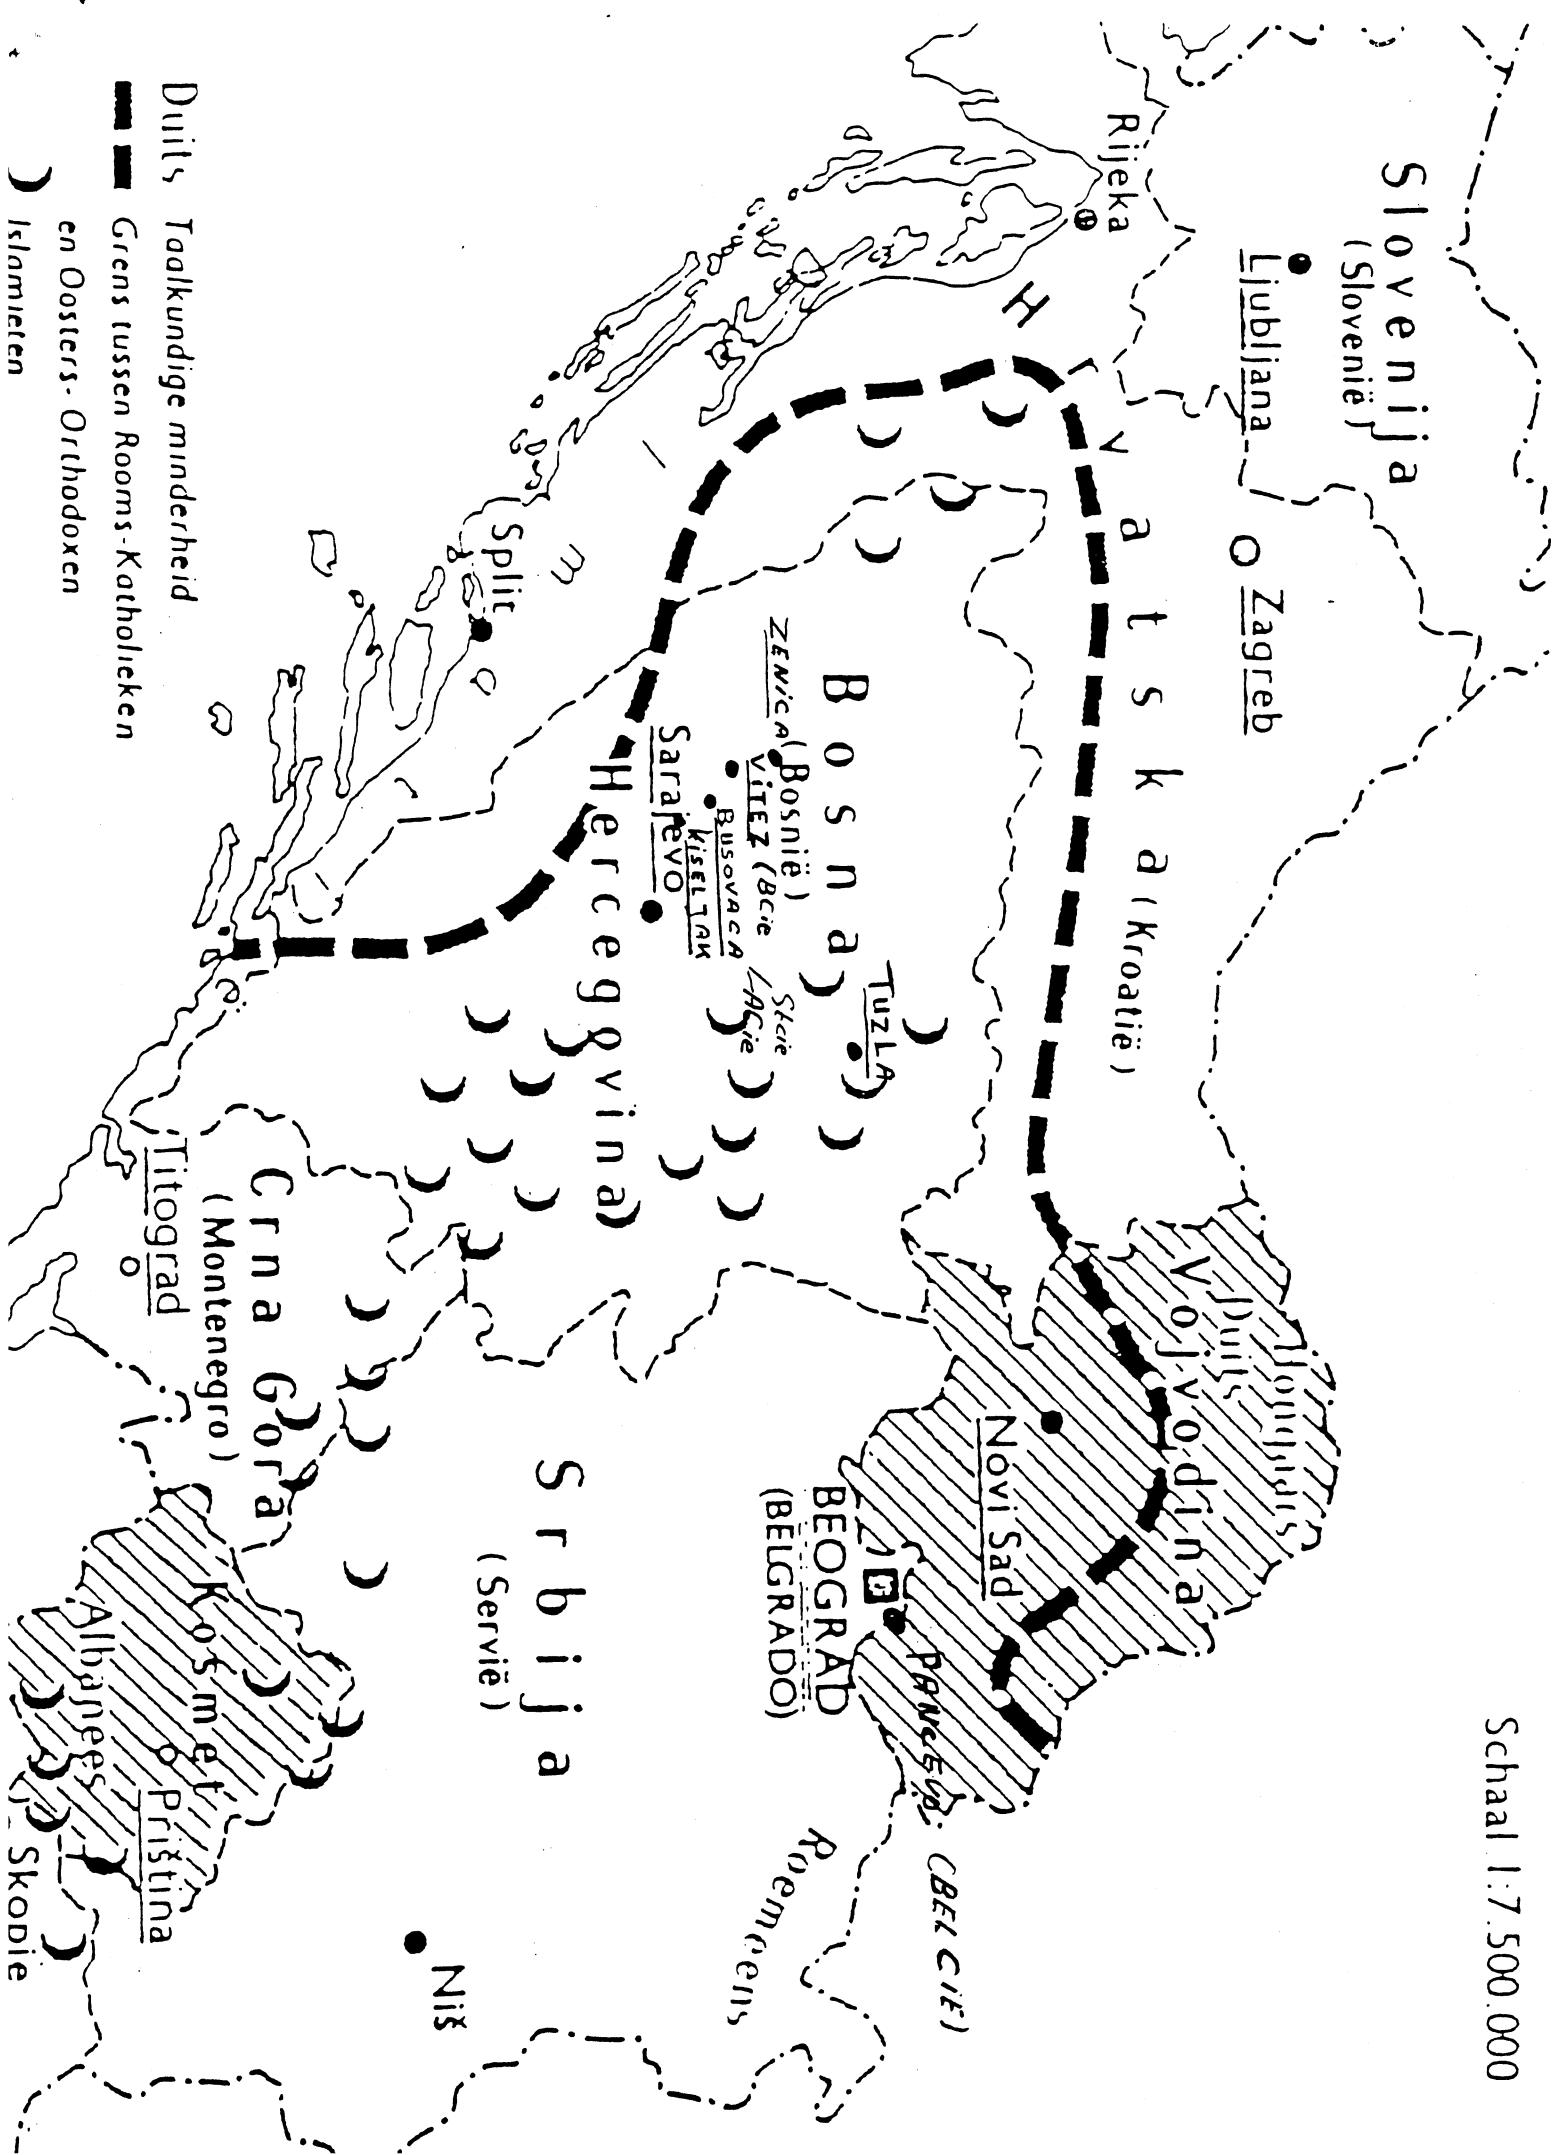 Schaal 1:7.500.000
Slovenija
(Slovenië)
Ljubljana
Zagreb
Rijeka
Hrvatska (Kroatië)
Vojvodina
Duits
Novi Sad
PANCEVO (BELCIE)
BEOGRAD
(BELGRADO)
Roemeens
Bosna
(Bosnië)
TUZLA
ZENICA
VITEZ (BCie
Stcie
/ACie
BUSOVACA
KISELJAK
Sarajevo
Hercegovina
Split
Srbija
(Servië)
Niš
Crna Gora
(Montenegro)
Titograd
Kosmet
Priština
Albanees
Skopje
Duits Taalkundige minderheid
Grens tussen Rooms-Katholieken
en Oosters-Orthodoxen
Islamieten